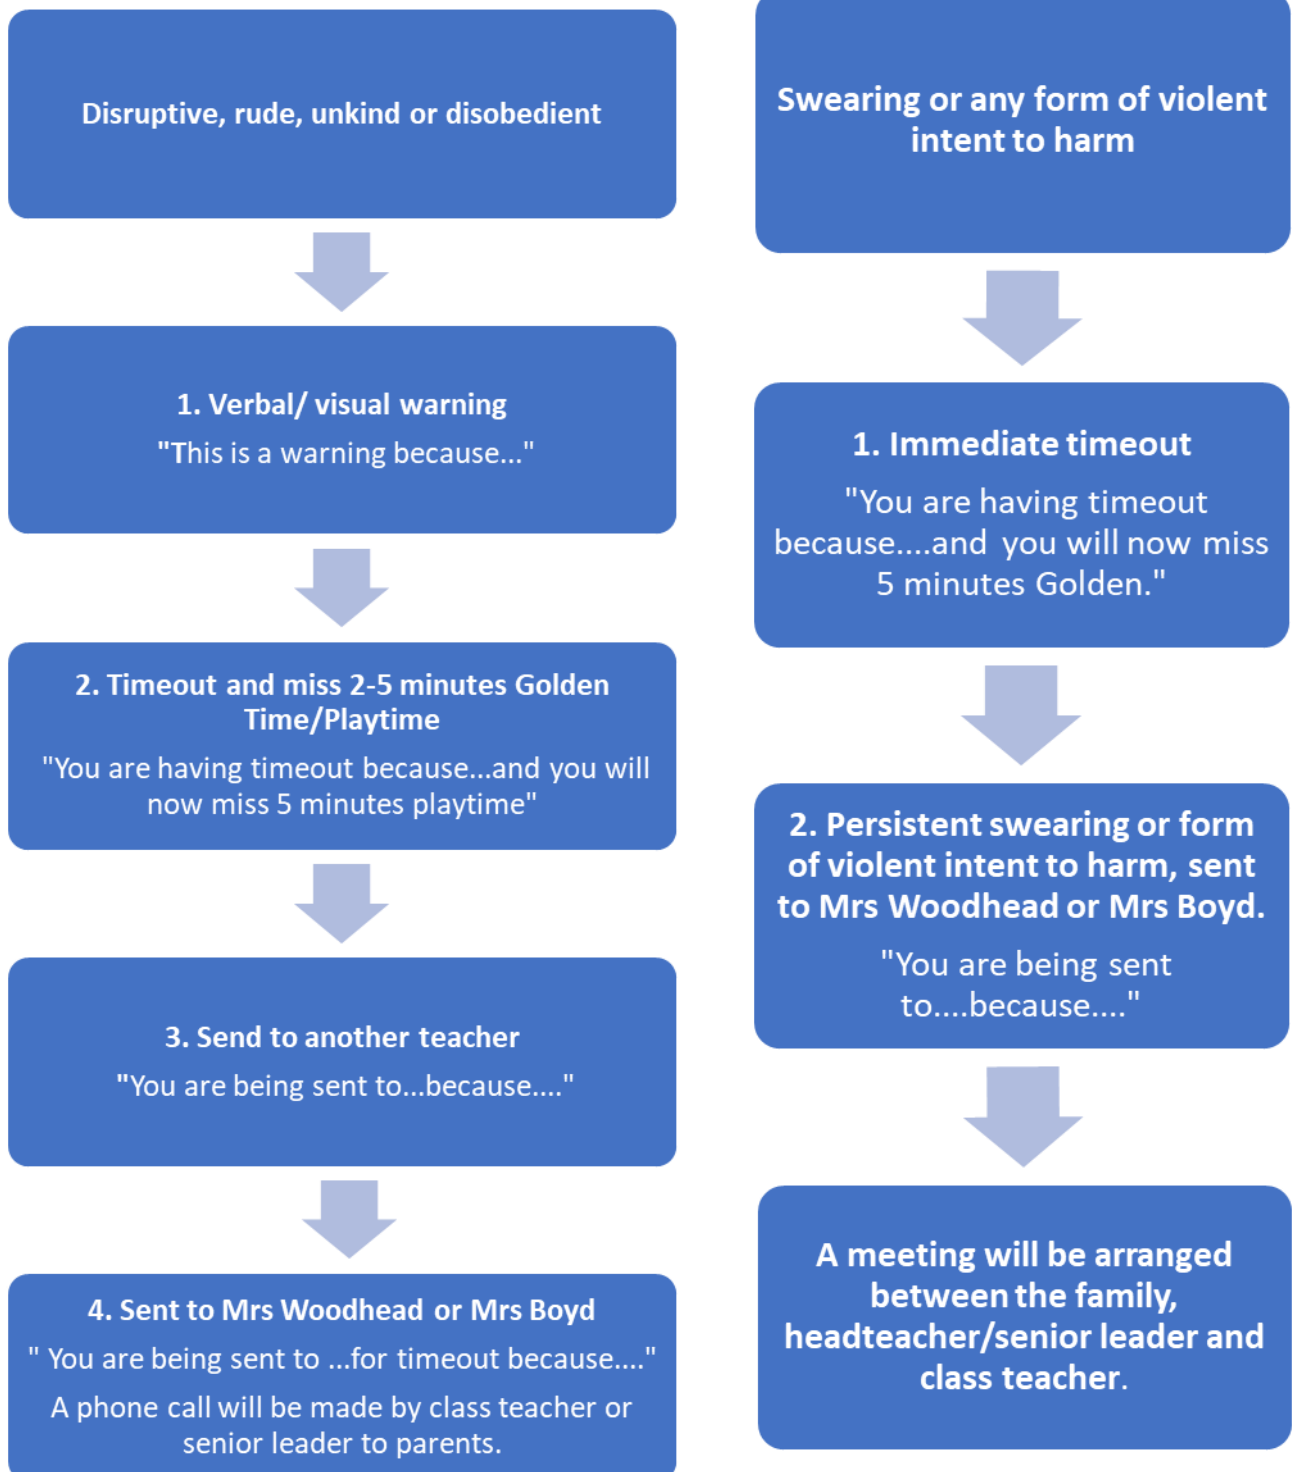 Disruptive, rude, unkind or disobedient
1. Verbal/ visual warning
"This is a warning because..."
2. Timeout and miss 2-5 minutes Golden
Time/Playtime
"You are having timeout because...and you will
now miss 5 minutes playtime"
3. Send to another teacher
"You are being sent to...because...."
4. Sent to Mrs Woodhead or Mrs Boyd
" You are being sent to ...for timeout because...."
A phone call will be made by class teacher or
senior leader to parents.
Swearing or any form of violent
intent to harm
1. Immediate timeout
"You are having timeout
because....and you will now miss
5 minutes Golden."
2. Persistent swearing or form
of violent intent to harm, sent
to Mrs Woodhead or Mrs Boyd.
"You are being sent
to....because...."
A meeting will be arranged
between the family,
headteacher/senior leader and
class teacher.